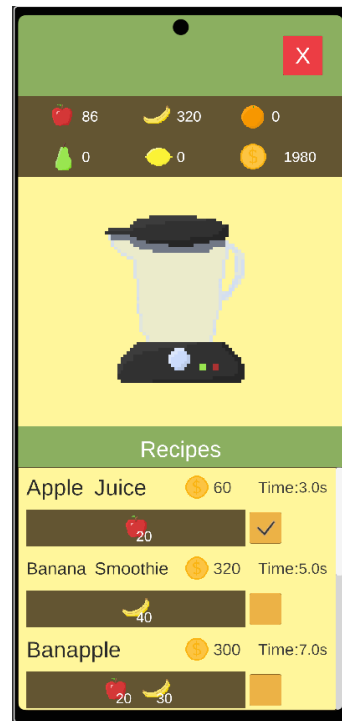 X
86 320 0
0 0 1980
Recipes
Apple Juice 60 Time:3.0s
20
Banana Smoothie 320 Time:5.0s
40
Banapple 300 Time:7.0s
20 30